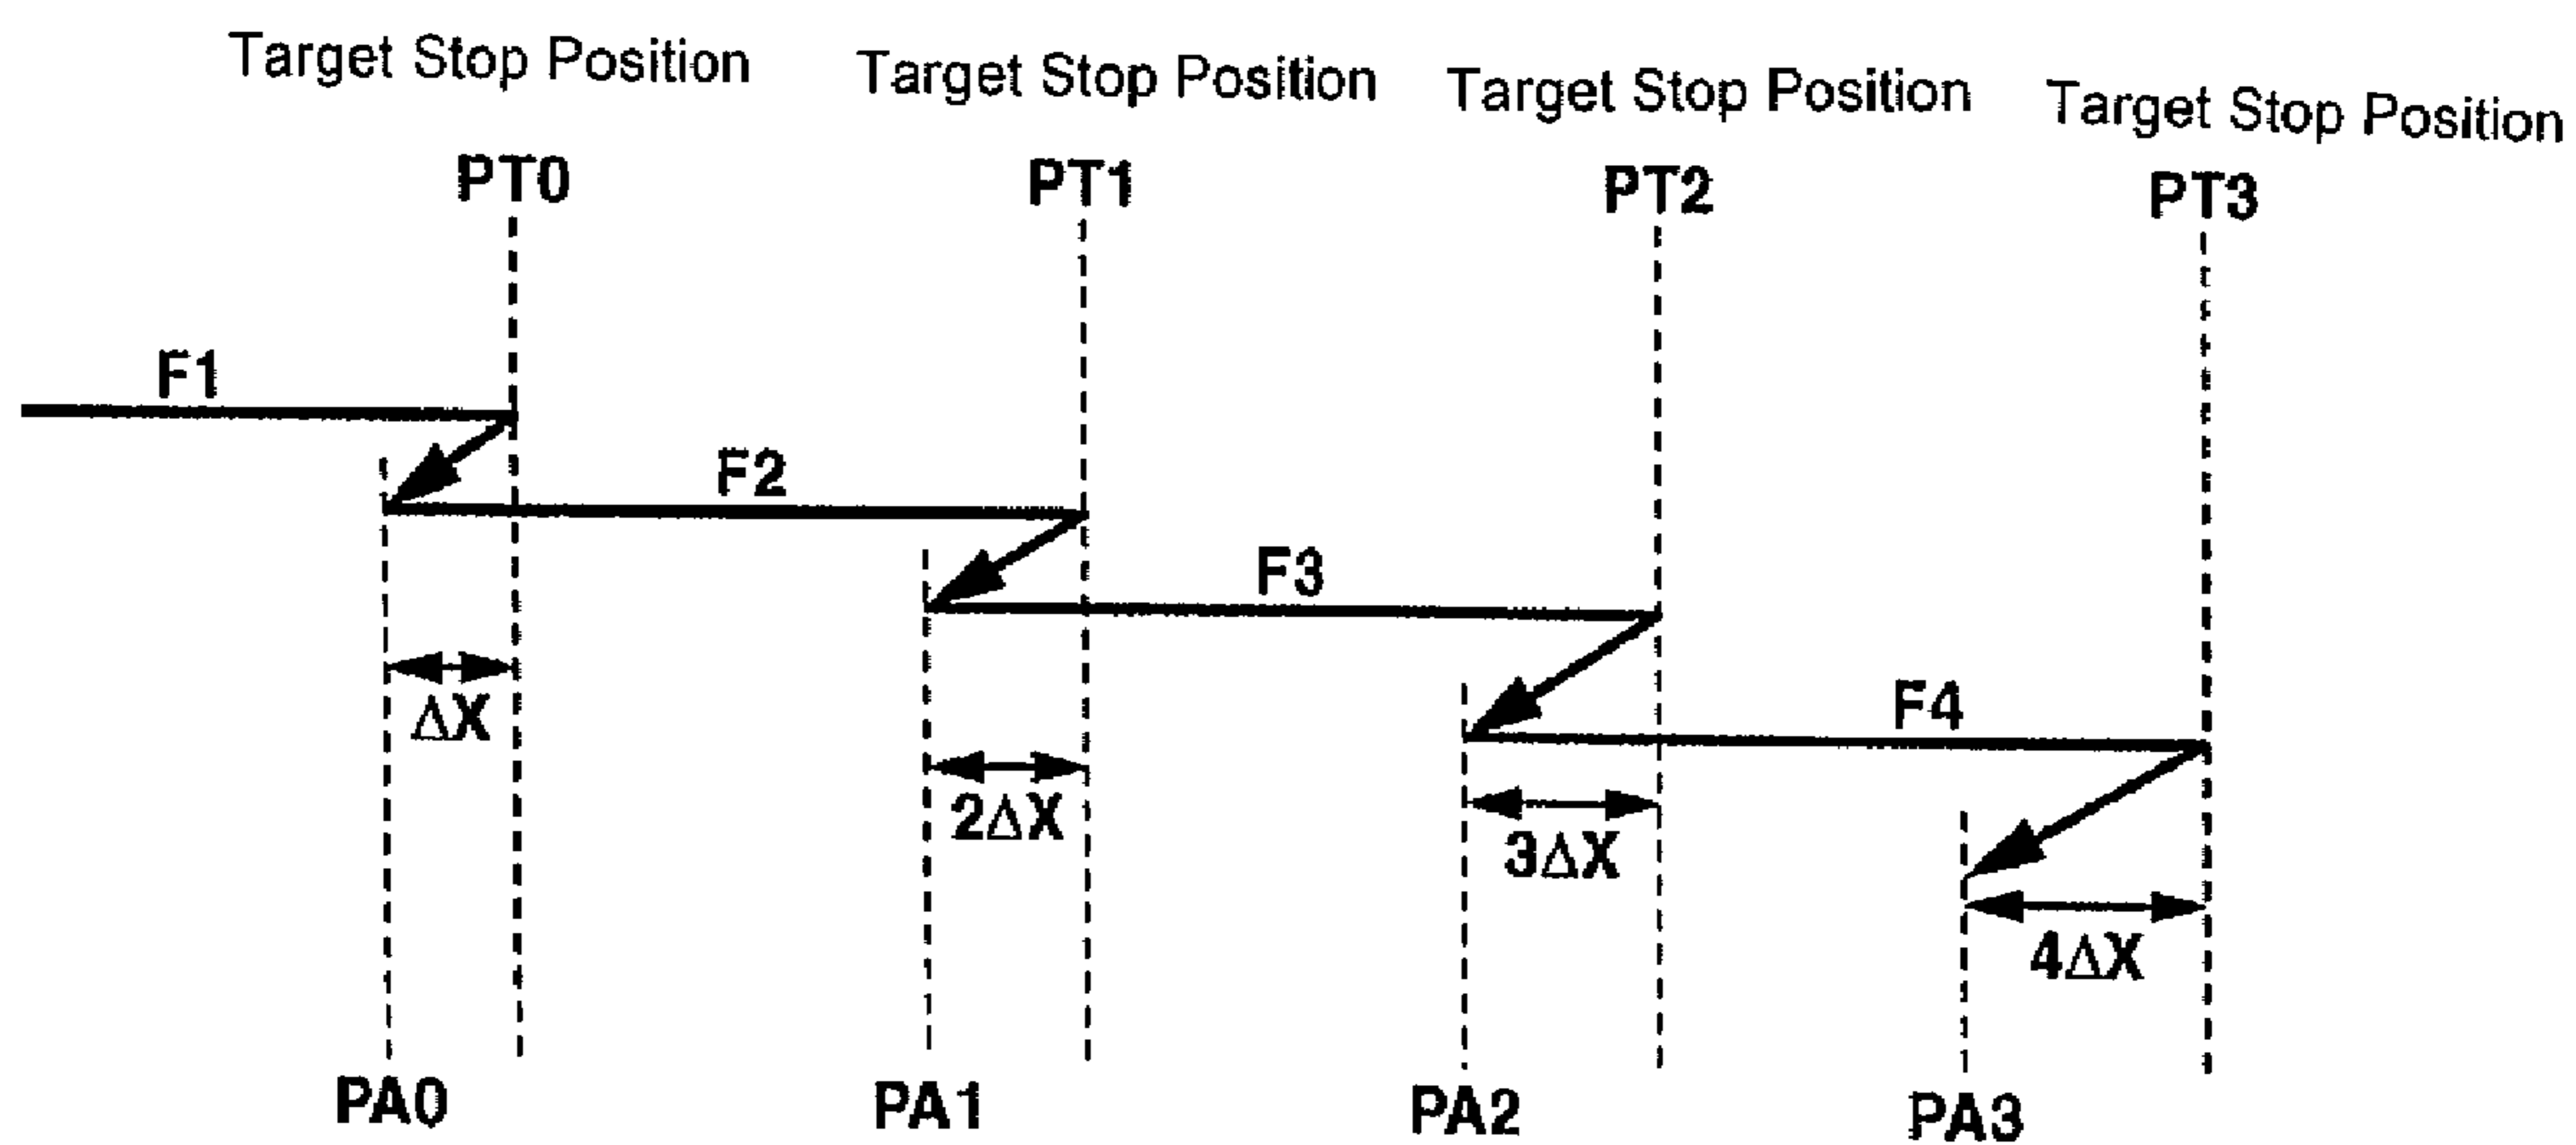 Target Stop Position
Target Stop Position
Target Stop Position
Target Stop Position
PT0
PT1
PT2
PT3
F1
F2
F3
F4
ΔX
2ΔX
3ΔX
4ΔX
PA0
PA1
PA2
PA3